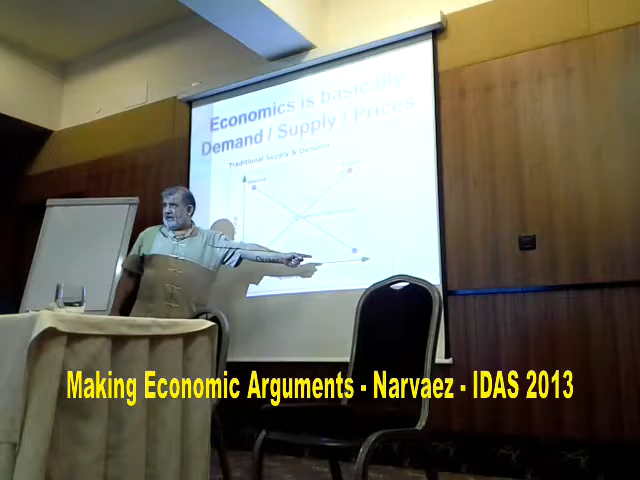 Economics is basically
Demand / Supply / Prices
Traditional Supply & Demand
Making Economic Arguments - Narvaez - IDAS 2013